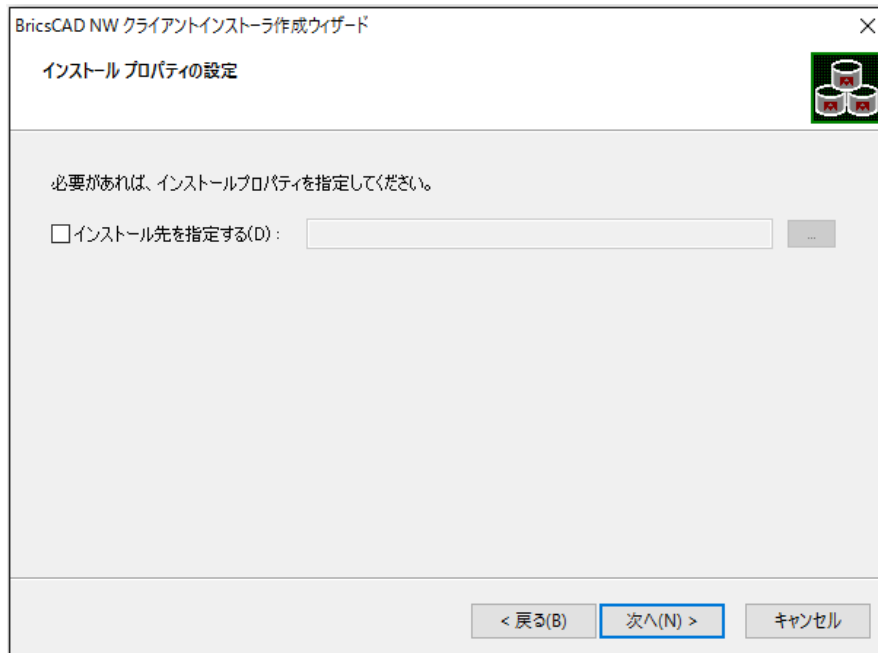 BricsCAD NW クライアントインストーラ作成ウィザード
インストール プロパティの設定
必要があれば、インストールプロパティを指定してください。
インストール先を指定する(D) :
...
< 戻る(B)
次へ(N) >
キャンセル